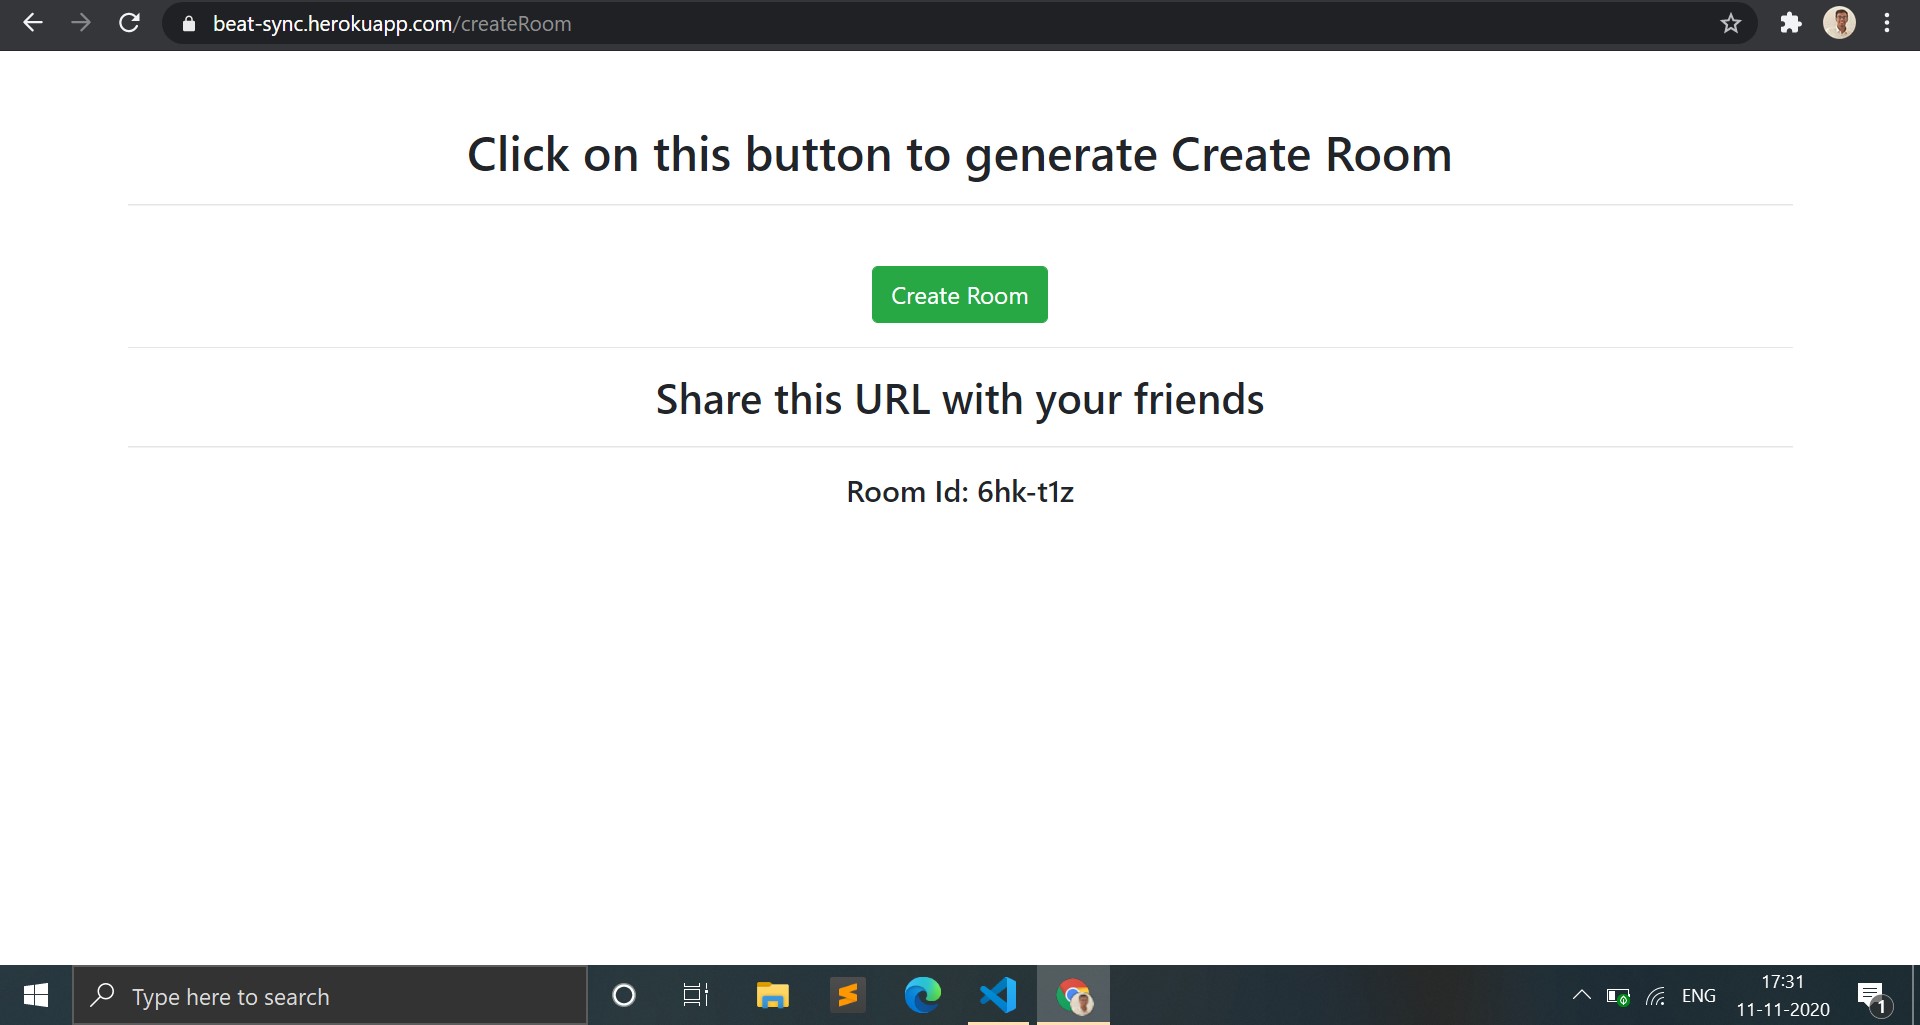 beat-sync.herokuapp.com/createRoom
Click on this button to generate Create Room
Create Room
Share this URL with your friends
Room Id: 6hk-t1z
Type here to search
ENG
17:31
11-11-2020
1